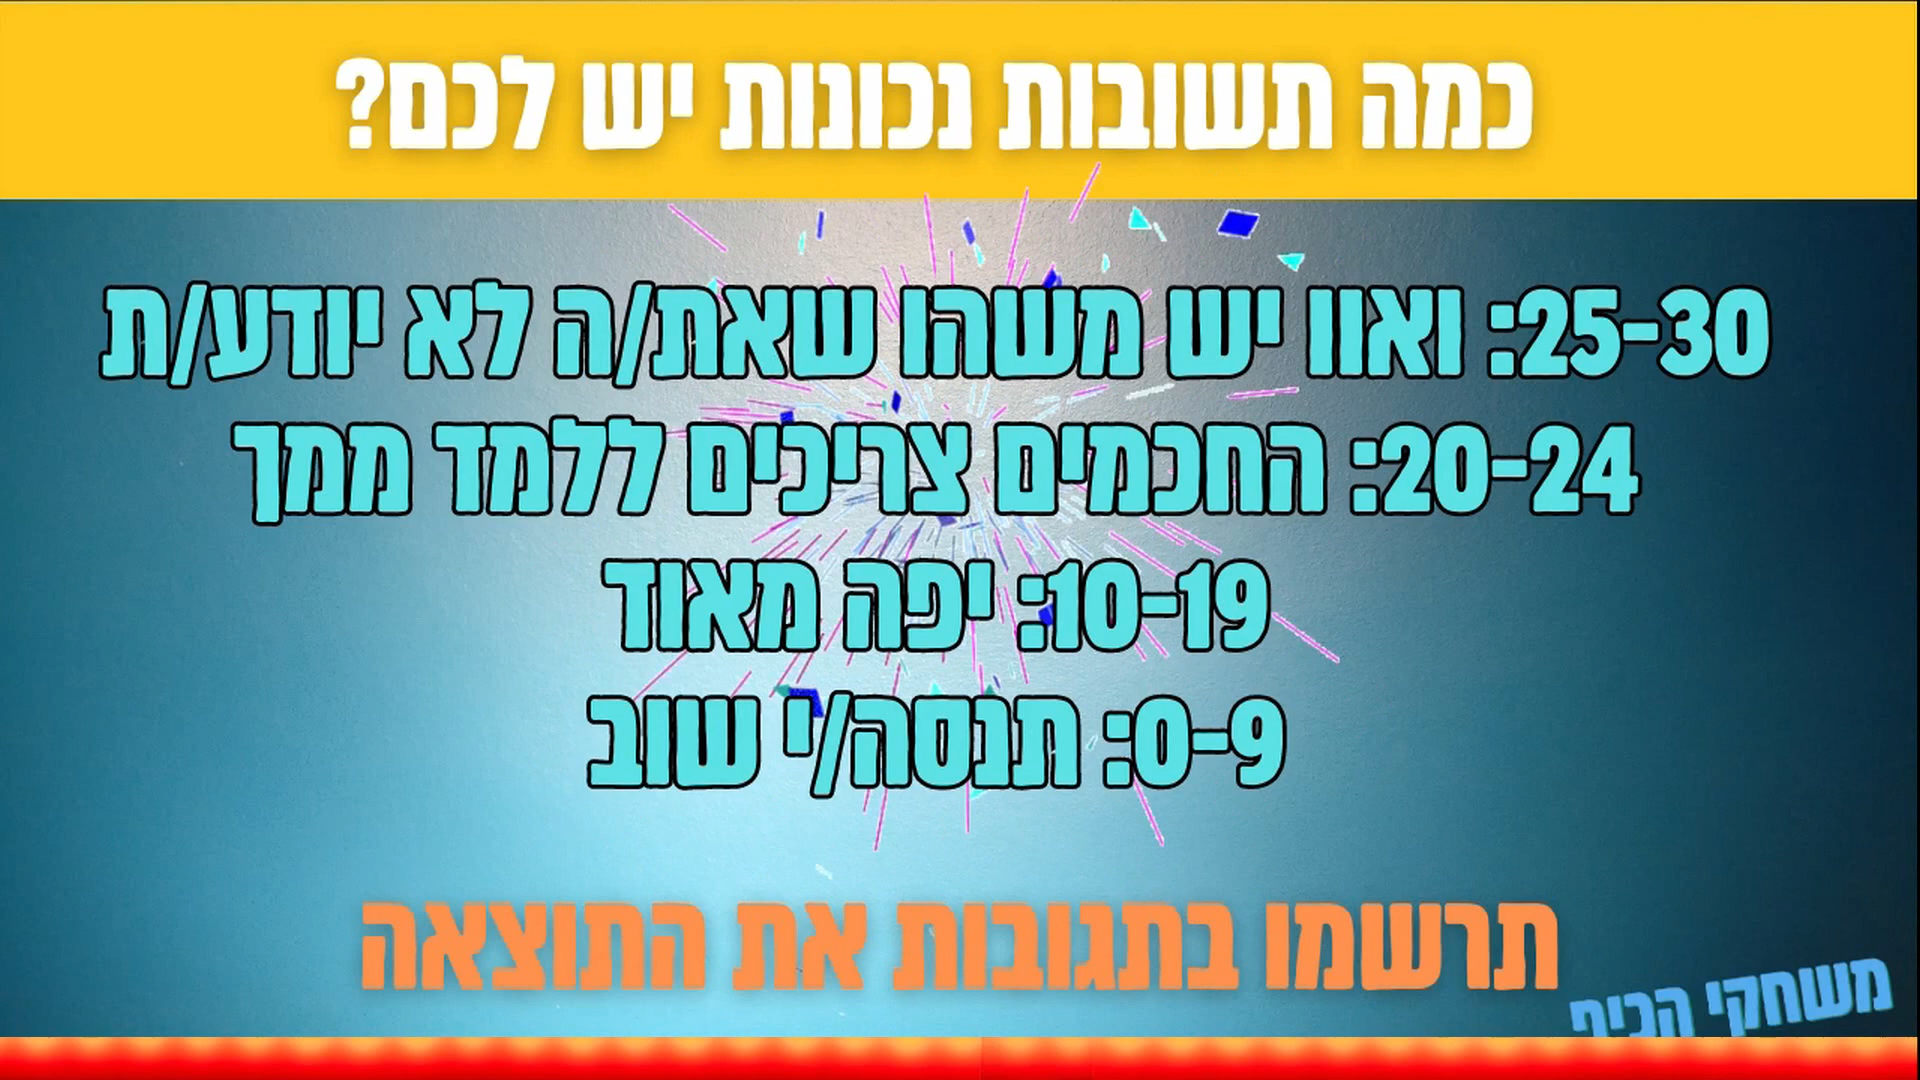 כמה תשובות נכונות יש לכם?
25-30: ואוו יש משהו שאת/ה לא יודע/ת
20-24: החכמים צריכים ללמד ממך
10-19: יפה מאוד
0-9: תנסה/י שוב
תרשמו בתגובות את התוצאה
משחקי הכיף